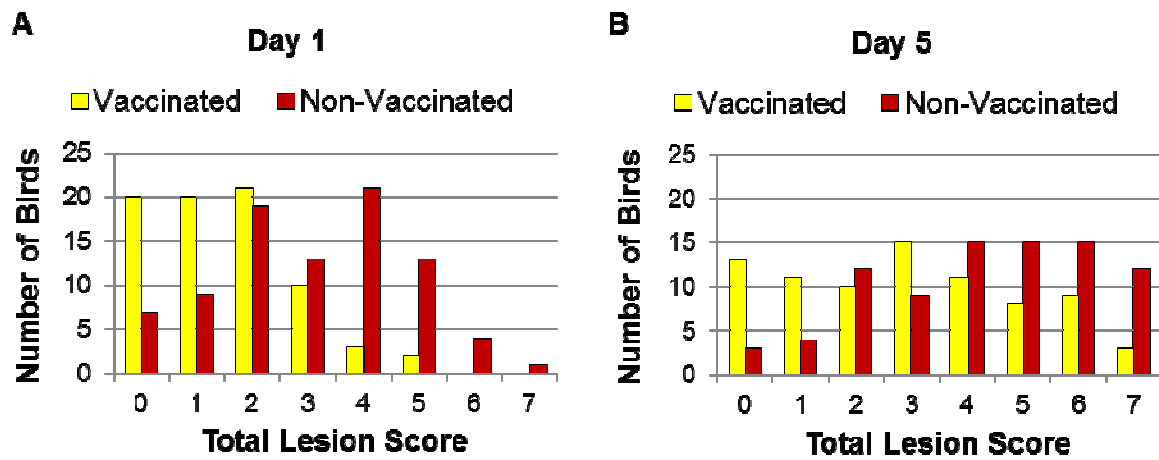 A
Day 1
Vaccinated Non-Vaccinated
25
20
15
10
5
0
Number of Birds
0 1 2 3 4 5 6 7
Total Lesion Score
B
Day 5
Vaccinated Non-Vaccinated
25
20
15
10
5
0
Number of Birds
0 1 2 3 4 5 6 7
Total Lesion Score